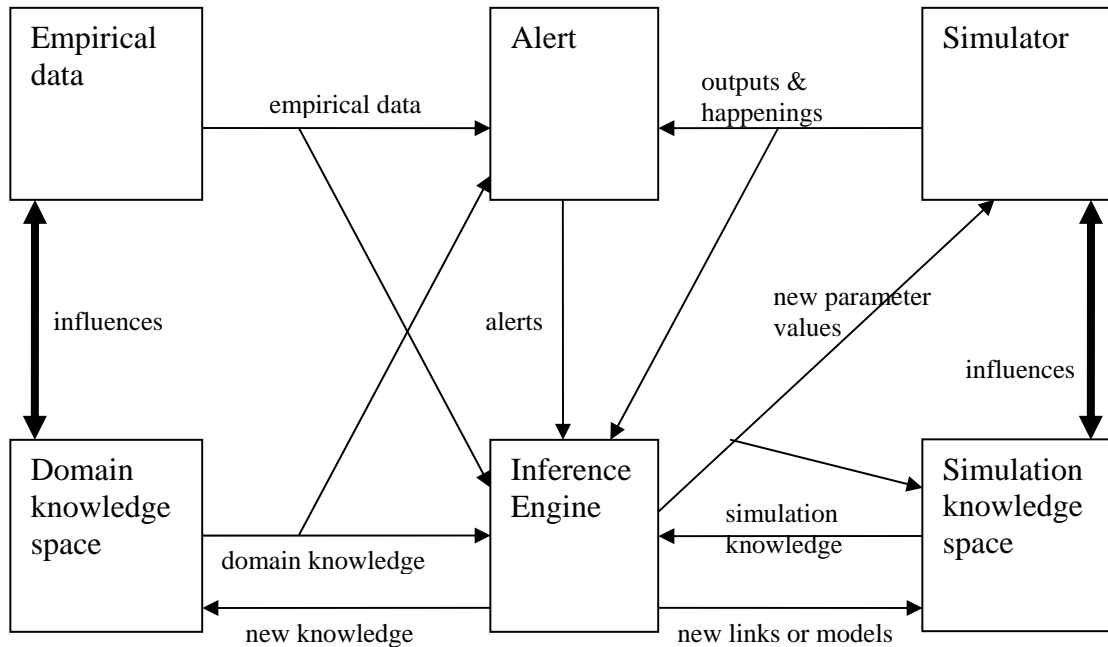 Empirical
data
Alert
Simulator
empirical data
outputs &
happenings
influences
alerts
new parameter
values
influences
Domain
knowledge
space
Inference
Engine
Simulation
knowledge
space
domain knowledge
simulation
knowledge
new knowledge
new links or models